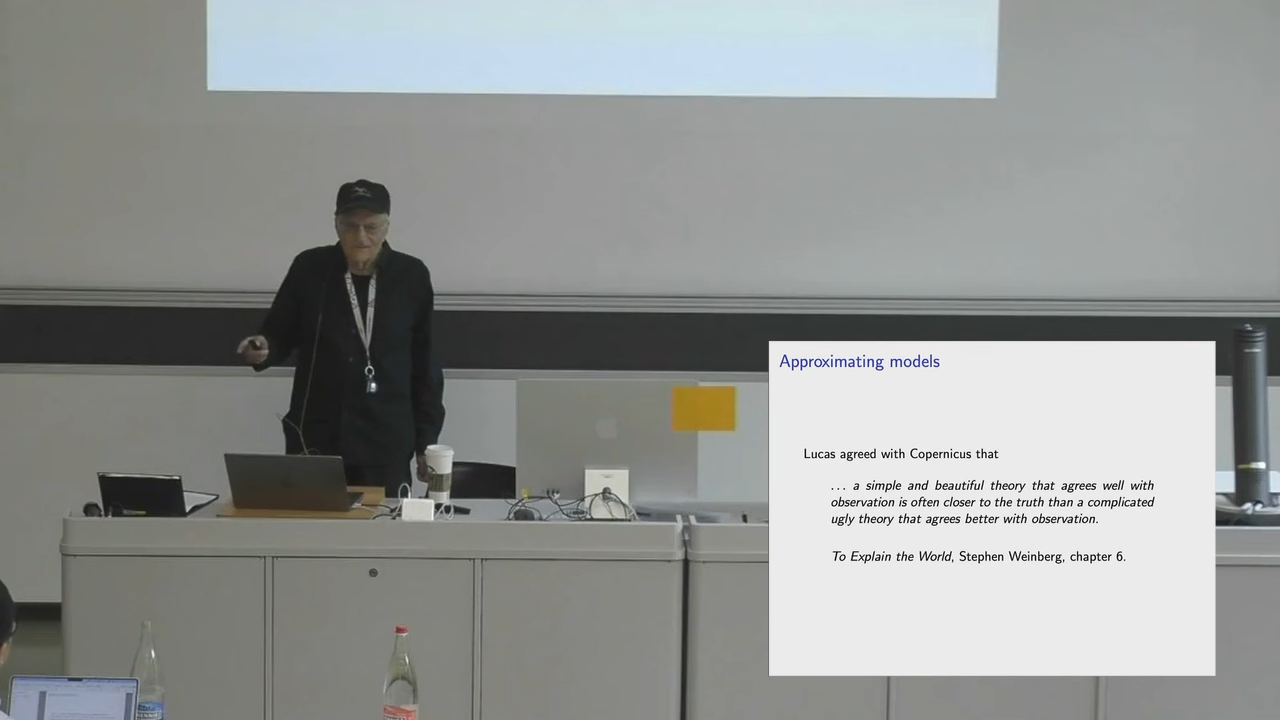 Approximating models
Lucas agreed with Copernicus that
... a simple and beautiful theory that agrees well with
observation is often closer to the truth than a complicated
ugly theory that agrees better with observation.
To Explain the World, Stephen Weinberg, chapter 6.